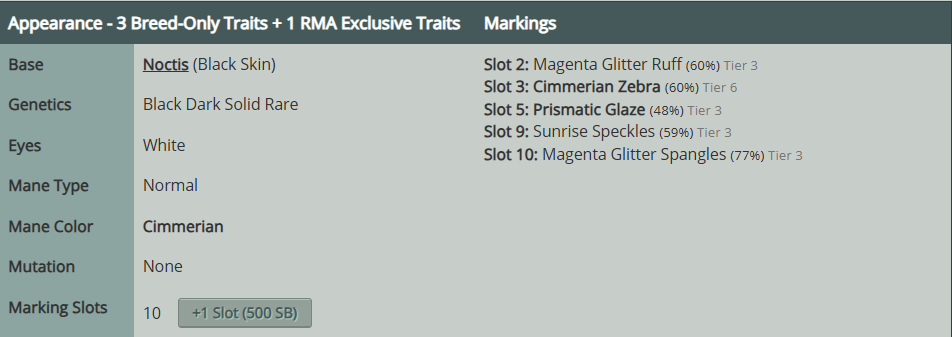 Appearance - 3 Breed-Only Traits + 1 RMA Exclusive Traits
Base Noctis (Black Skin)
Genetics Black Dark Solid Rare
Eyes White
Mane Type Normal
Mane Color Cimmerian
Mutation None
Marking Slots 10 +1 Slot (500 SB)
Markings
Slot 2: Magenta Glitter Ruff (60%) Tier 3
Slot 3: Cimmerian Zebra (60%) Tier 6
Slot 5: Prismatic Glaze (48%) Tier 3
Slot 9: Sunrise Speckles (59%) Tier 3
Slot 10: Magenta Glitter Spangles (77%) Tier 3